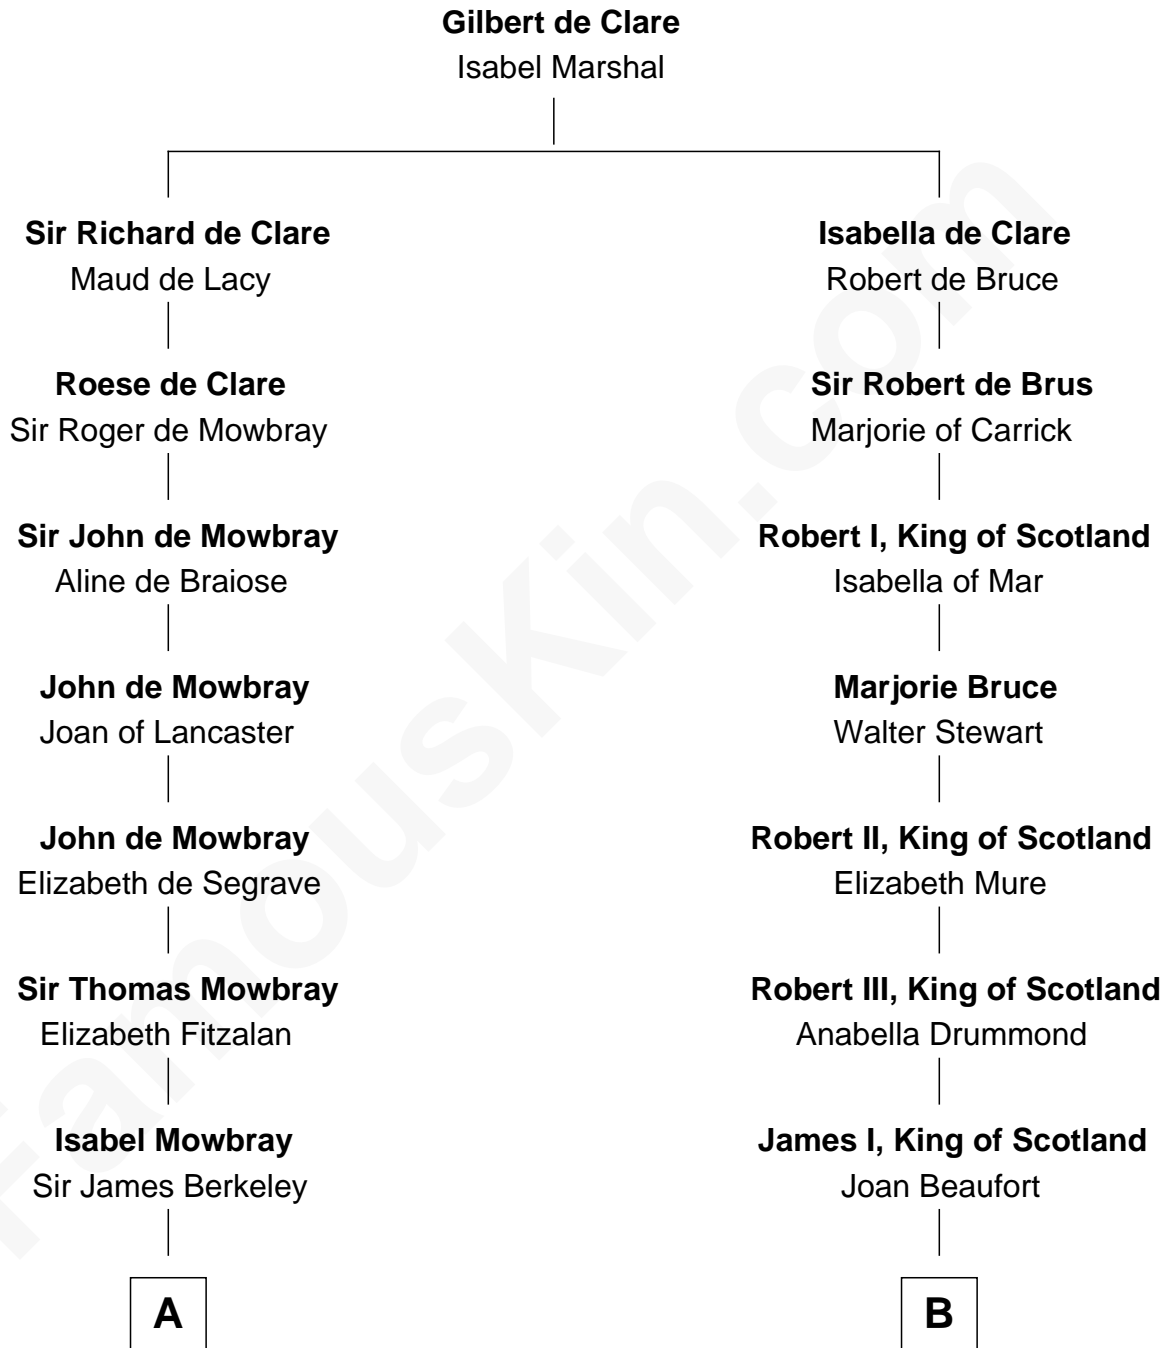 Gilbert de Clare
Isabel Marshal
Sir Richard de Clare
Maud de Lacy
Roese de Clare
Sir Roger de Mowbray
Sir John de Mowbray
Aline de Braiose
John de Mowbray
Joan of Lancaster
John de Mowbray
Elizabeth de Segrave
Sir Thomas Mowbray
Elizabeth Fitzalan
Isabel Mowbray
Sir James Berkeley
A
Isabella de Clare
Robert de Bruce
Sir Robert de Brus
Marjorie of Carrick
Robert I, King of Scotland
Isabella of Mar
Marjorie Bruce
Walter Stewart
Robert II, King of Scotland
Elizabeth Mure
Robert III, King of Scotland
Anabella Drummond
James I, King of Scotland
Joan Beaufort
B
FamousKin.com